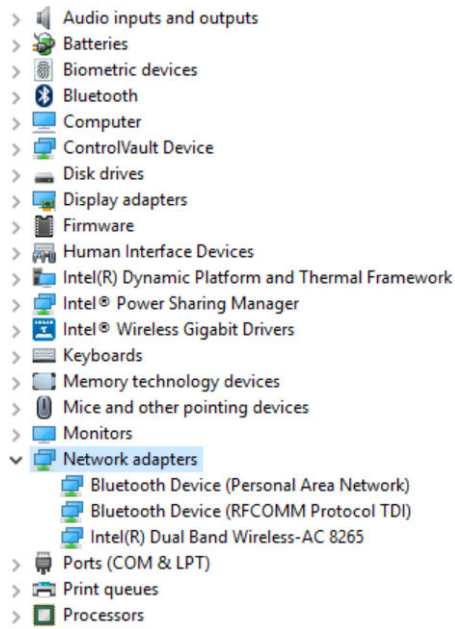 Audio inputs and outputs
Batteries
Biometric devices
Bluetooth
Computer
ControlVault Device
Disk drives
Display adapters
Firmware
Human Interface Devices
Intel(R) Dynamic Platform and Thermal Framework
Intel® Power Sharing Manager
Intel® Wireless Gigabit Drivers
Keyboards
Memory technology devices
Mice and other pointing devices
Monitors
Network adapters
Bluetooth Device (Personal Area Network)
Bluetooth Device (RFCOMM Protocol TDI)
Intel(R) Dual Band Wireless-AC 8265
Ports (COM & LPT)
Print queues
Processors